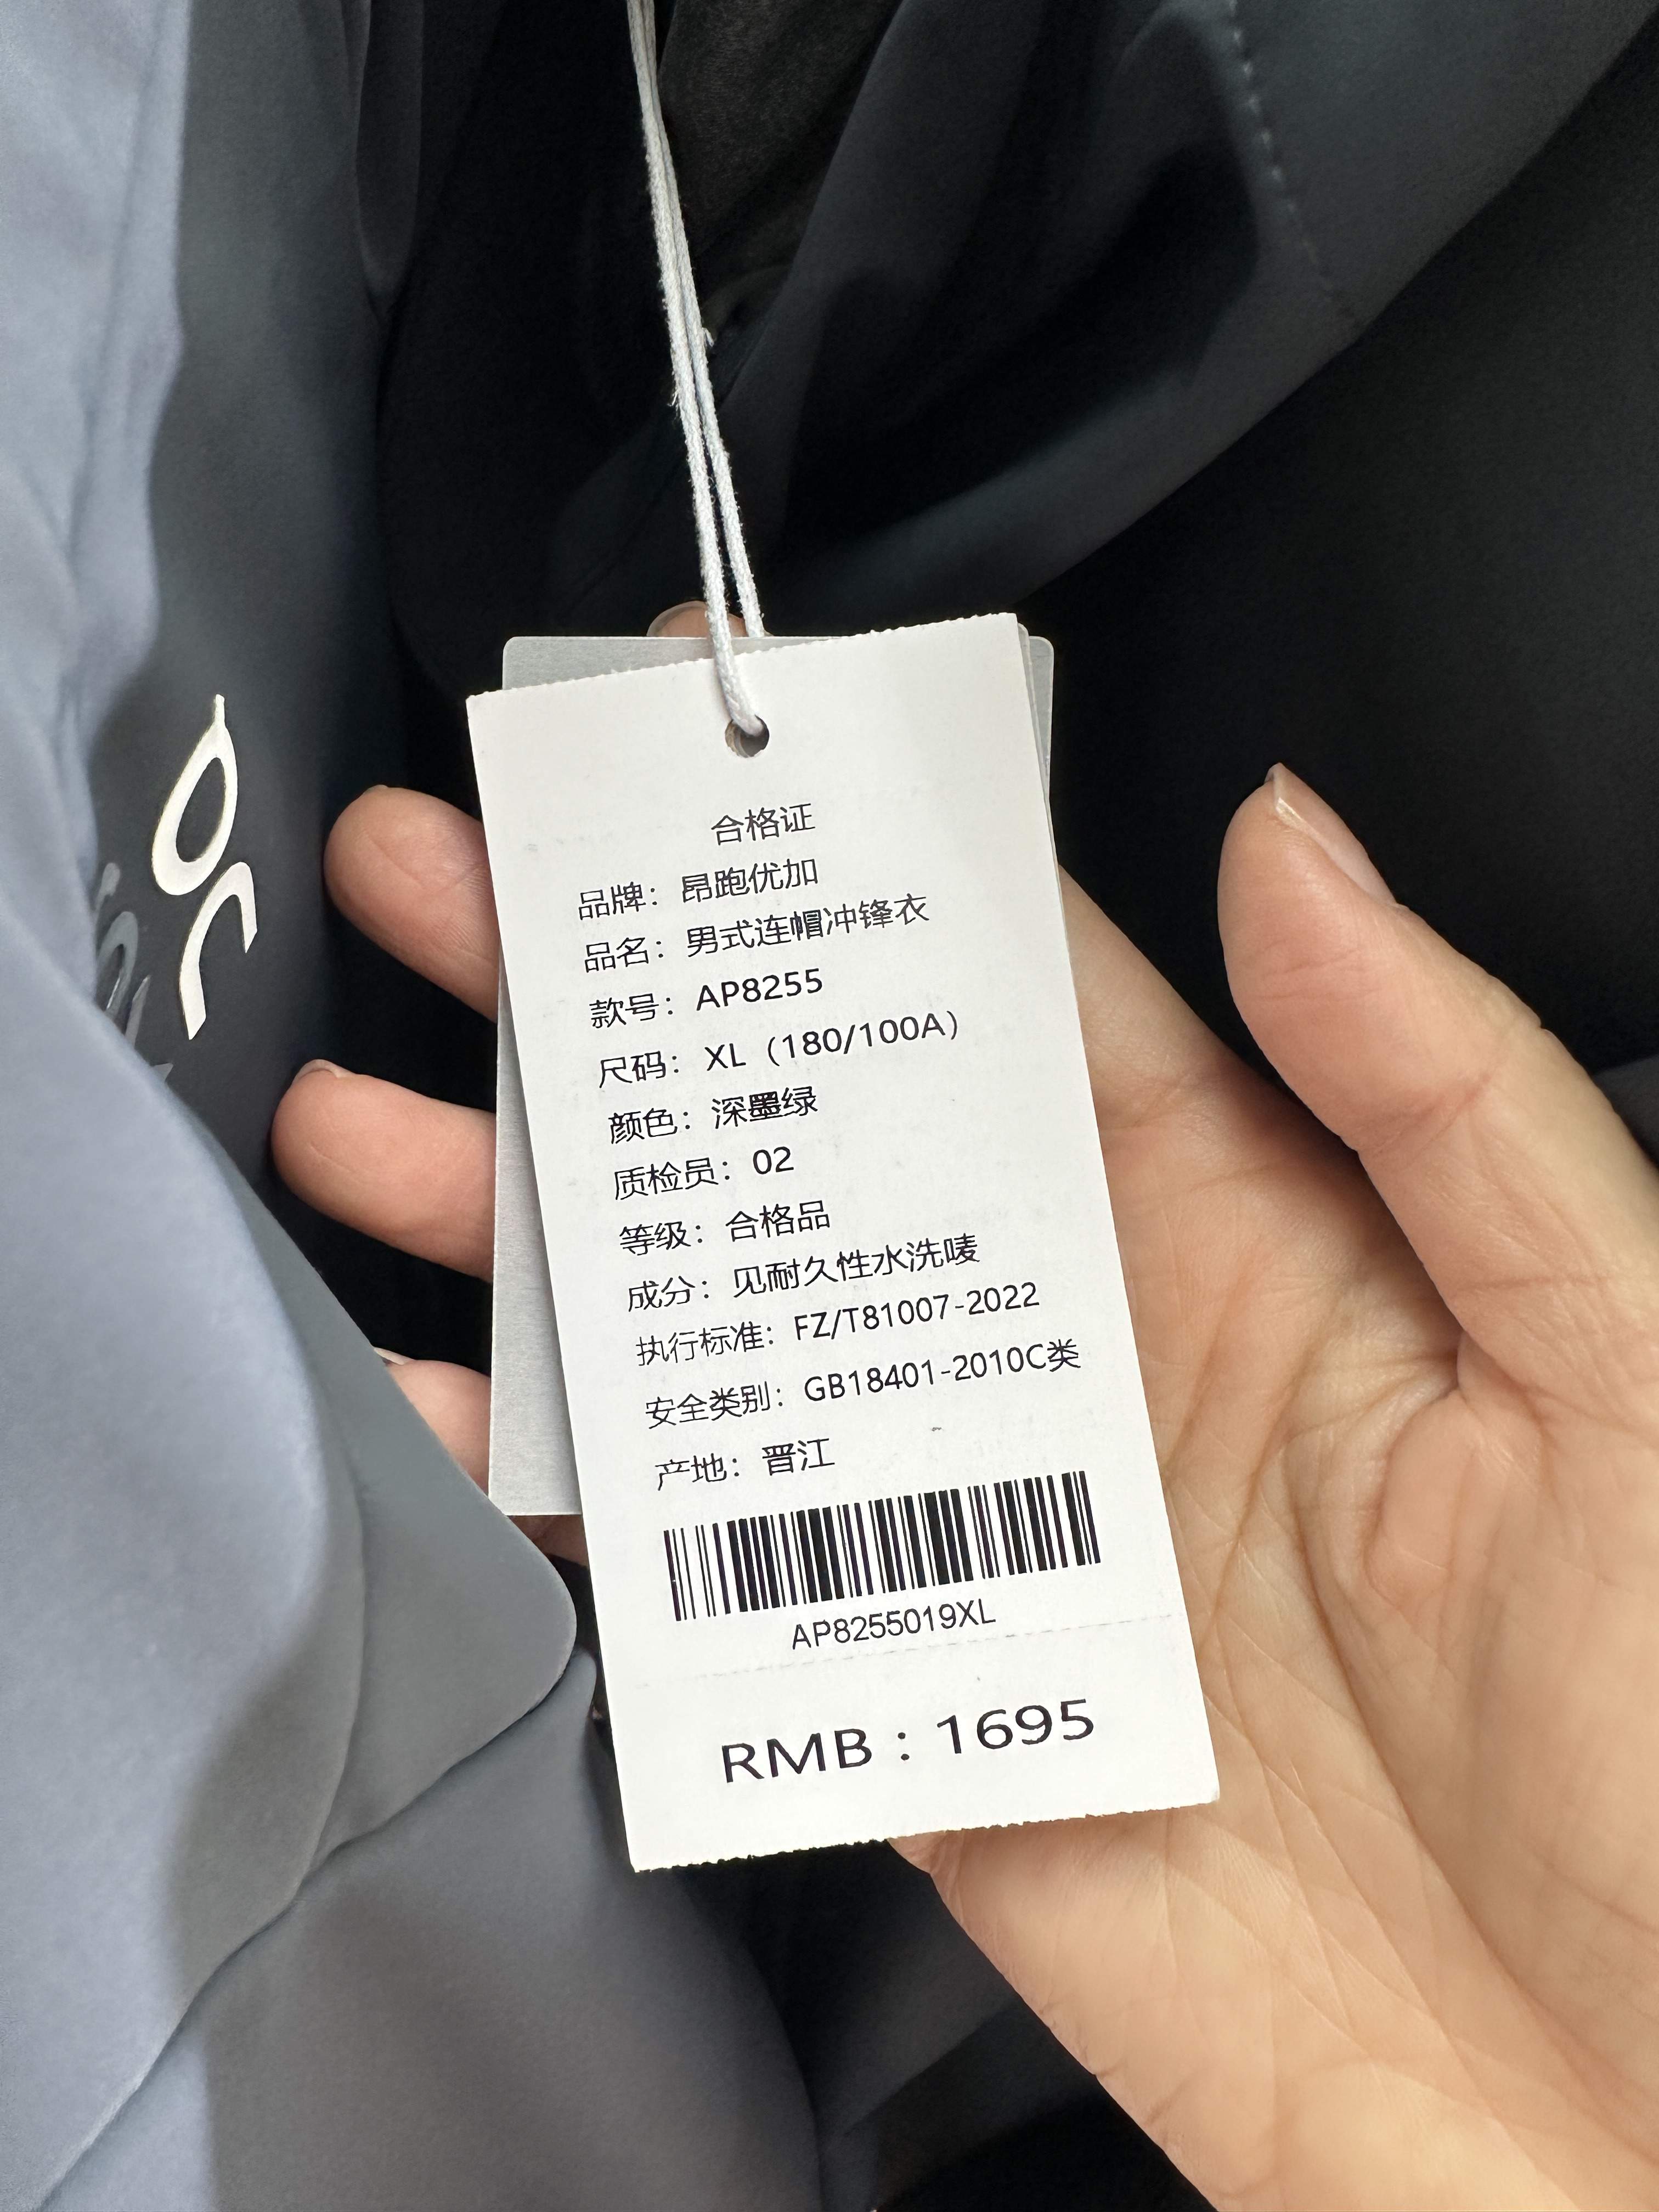 合格证
品牌：昂跑优加
品名：男式连帽冲锋衣
款号：AP8255
尺码：XL（180/100A）
颜色：深墨绿
质检员：02
等级：合格品
成分：见耐久性水洗唛
执行标准：FZ/T81007-2022
安全类别：GB18401-2010C类
产地：晋江
AP8255019XL
RMB：1695